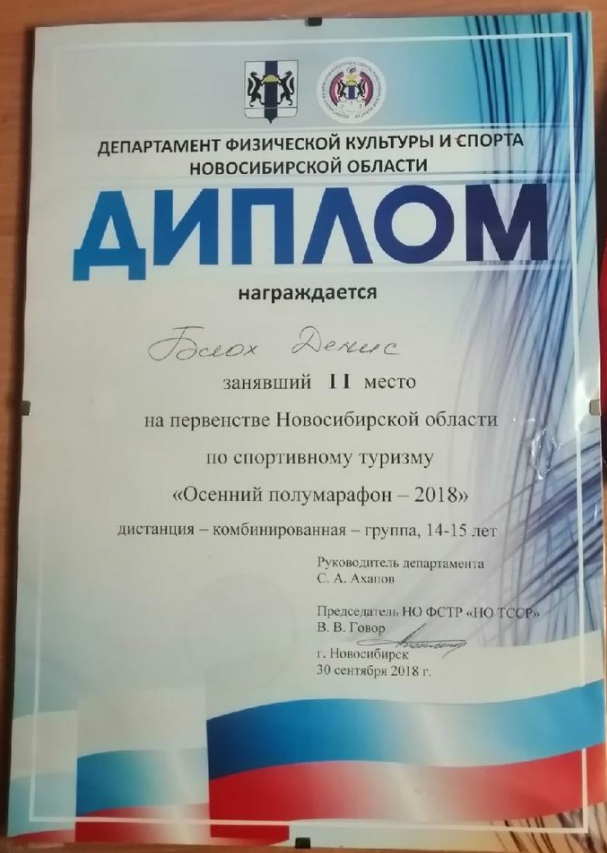 ДЕПАРТАМЕНТ ФИЗИЧЕСКОЙ КУЛЬТУРЫ И СПОРТА
НОВОСИБИРСКОЙ ОБЛАСТИ
ДИПЛОМ
награждается
Блох Денис
занявший II место
на первенстве Новосибирской области
по спортивному туризму
«Осенний полумарафон – 2018»
дистанция – комбинированная – группа, 14-15 лет
Руководитель департамента
С. А. Ахапов
Председатель НО ФСТР «НО ТССР»
В. В. Говор
г. Новосибирск
30 сентября 2018 г.